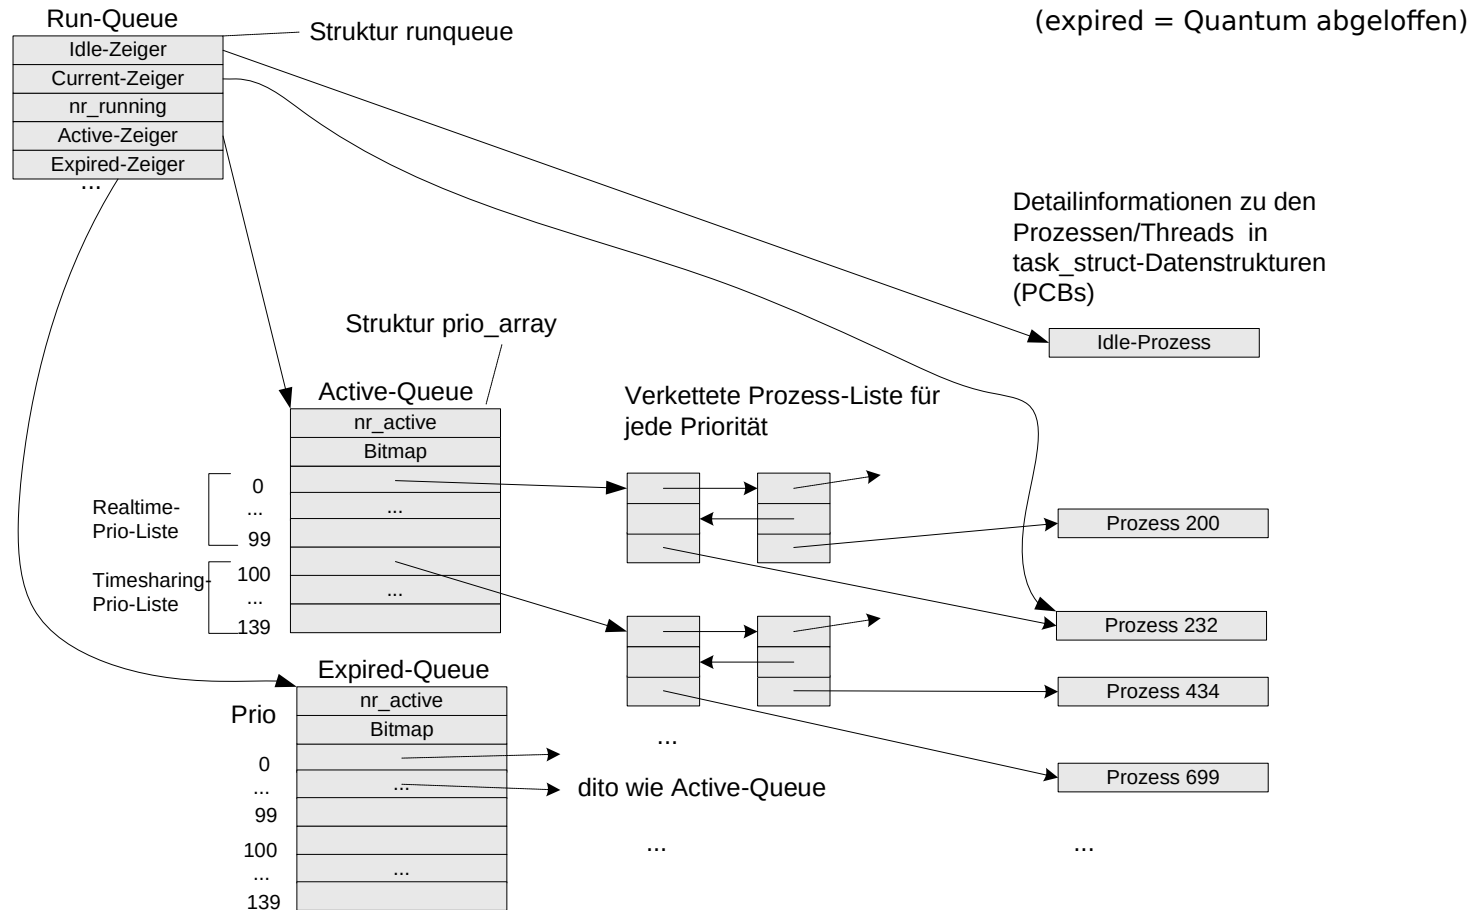 Run-Queue
Idle-Zeiger
Current-Zeiger
nr_running
Active-Zeiger
Expired-Zeiger
...
Struktur runqueue
(expired = Quantum abgeloffen)
Detailinformationen zu den
Prozessen/Threads in
task_struct-Datenstrukturen
(PCBs)
Idle-Prozess
Struktur prio_array
Active-Queue
nr_active
Bitmap
...
...
Realtime-
Prio-Liste
0
...
99
Timesharing-
Prio-Liste
100
...
139
Verkettete Prozess-Liste für
jede Priorität
Prozess 200
Prozess 232
Prozess 434
Prozess 699
...
...
...
Expired-Queue
nr_active
Bitmap
...
...
Prio
0
...
99
100
...
139
dito wie Active-Queue